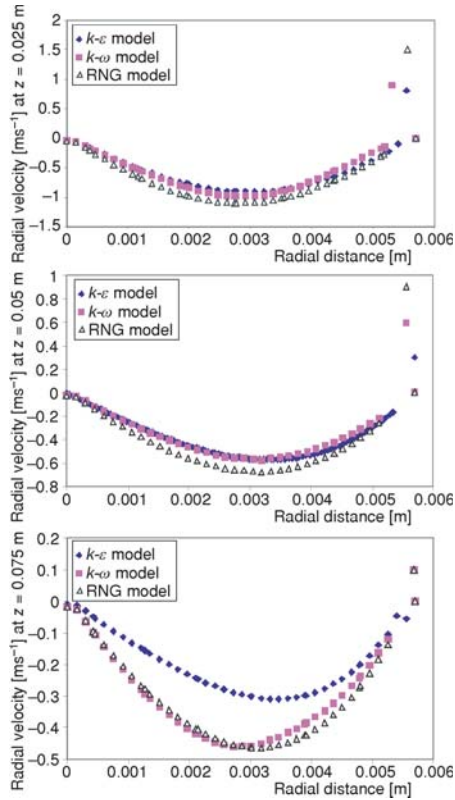 Radial velocity [ms⁻¹] at z = 0.025 m
2
1.5
1
0.5
0
−0.5
−1
−1.5
k-ε model
k-ω model
RNG model
0 0.001 0.002 0.003 0.004 0.005 0.006
Radial distance [m]
Radial velocity [ms⁻¹] at z = 0.05 m
1
0.8
0.6
0.4
0.2
0
−0.2
−0.4
−0.6
−0.8
k-ε model
k-ω model
RNG model
0 0.001 0.002 0.003 0.004 0.005 0.006
Radial distance [m]
Radial velocity [ms⁻¹] at z = 0.075 m
0.2
0.1
0
−0.1
−0.2
−0.3
−0.4
−0.5
k-ε model
k-ω model
RNG model
0 0.001 0.002 0.003 0.004 0.005 0.006
Radial distance [m]